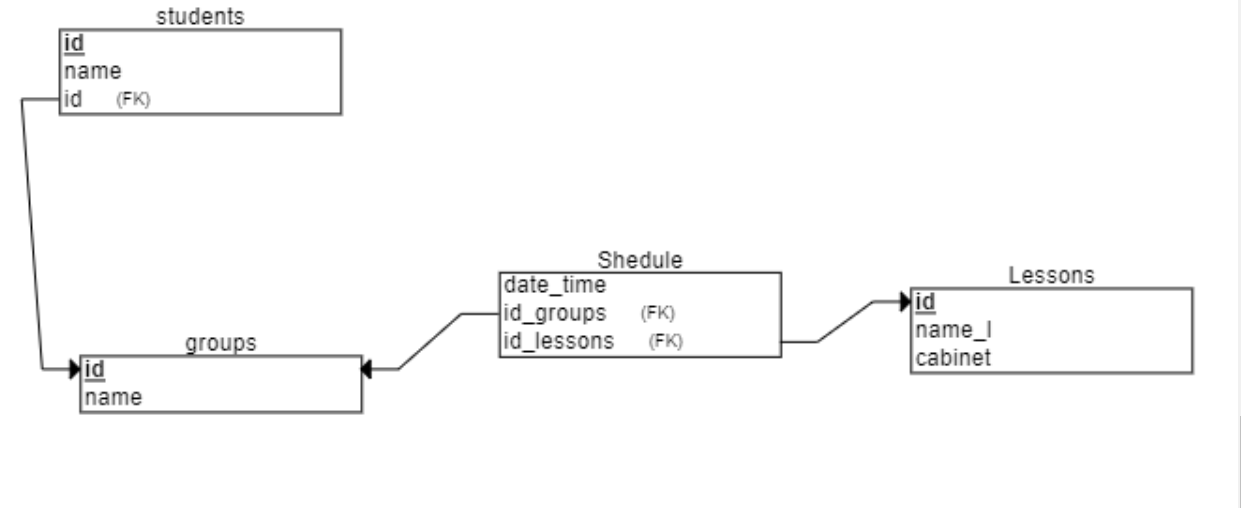 students
id
name
id (FK)
groups
id
name
Shedule
date_time
id_groups (FK)
id_lessons (FK)
Lessons
id
name_l
cabinet